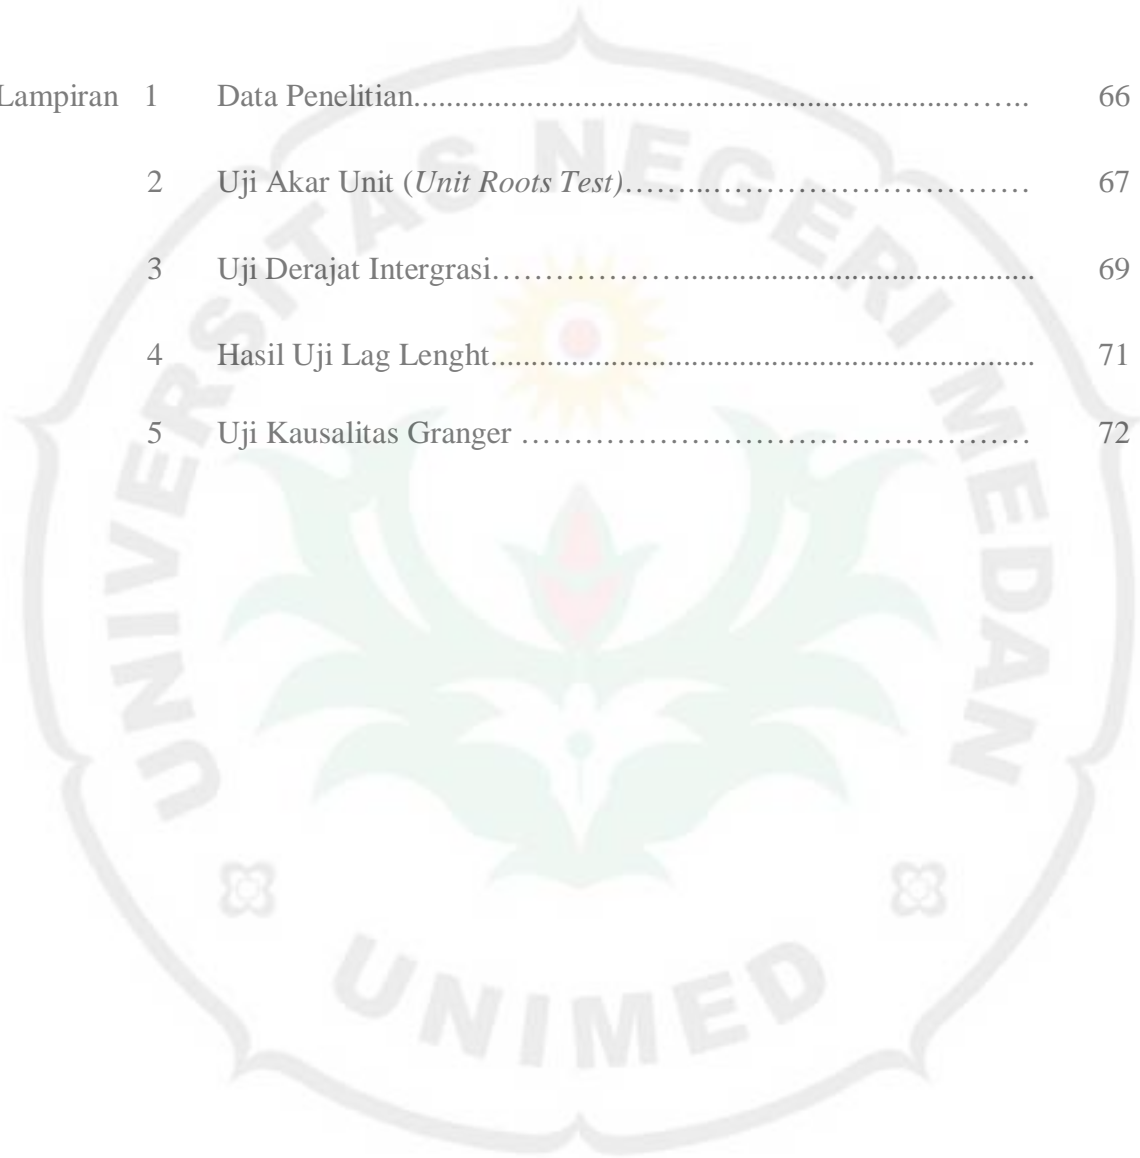 Lampiran 1 Data Penelitian.............................................................……... 66
2 Uji Akar Unit (Unit Roots Test)……...………………………… 67
3 Uji Derajat Intergrasi………………........................................ 69
4 Hasil Uji Lag Lenght.............................................................. 71
5 Uji Kausalitas Granger ………………………………………… 72
UNIVERSITAS NEGERI MEDAN
UNIMED